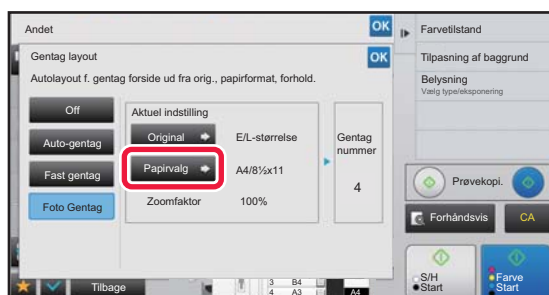 Andet
OK
Gentag layout
OK
Autolayout f. gentag forside ud fra orig., papirformat, forhold.
Off
Auto-gentag
Fast gentag
Foto Gentag
Aktuel indstilling
Original
E/L-størrelse
Papirvalg
A4/8½x11
Zoomfaktor
100%
Gentag
nummer
4
Farvetilstand
Tilpasning af baggrund
Belysning
Vælg type/eksponering
Prøvekopi.
Forhåndsvis
CA
S/H
Start
Farve
Start
Tilbage
3 B4
4 A3
A4